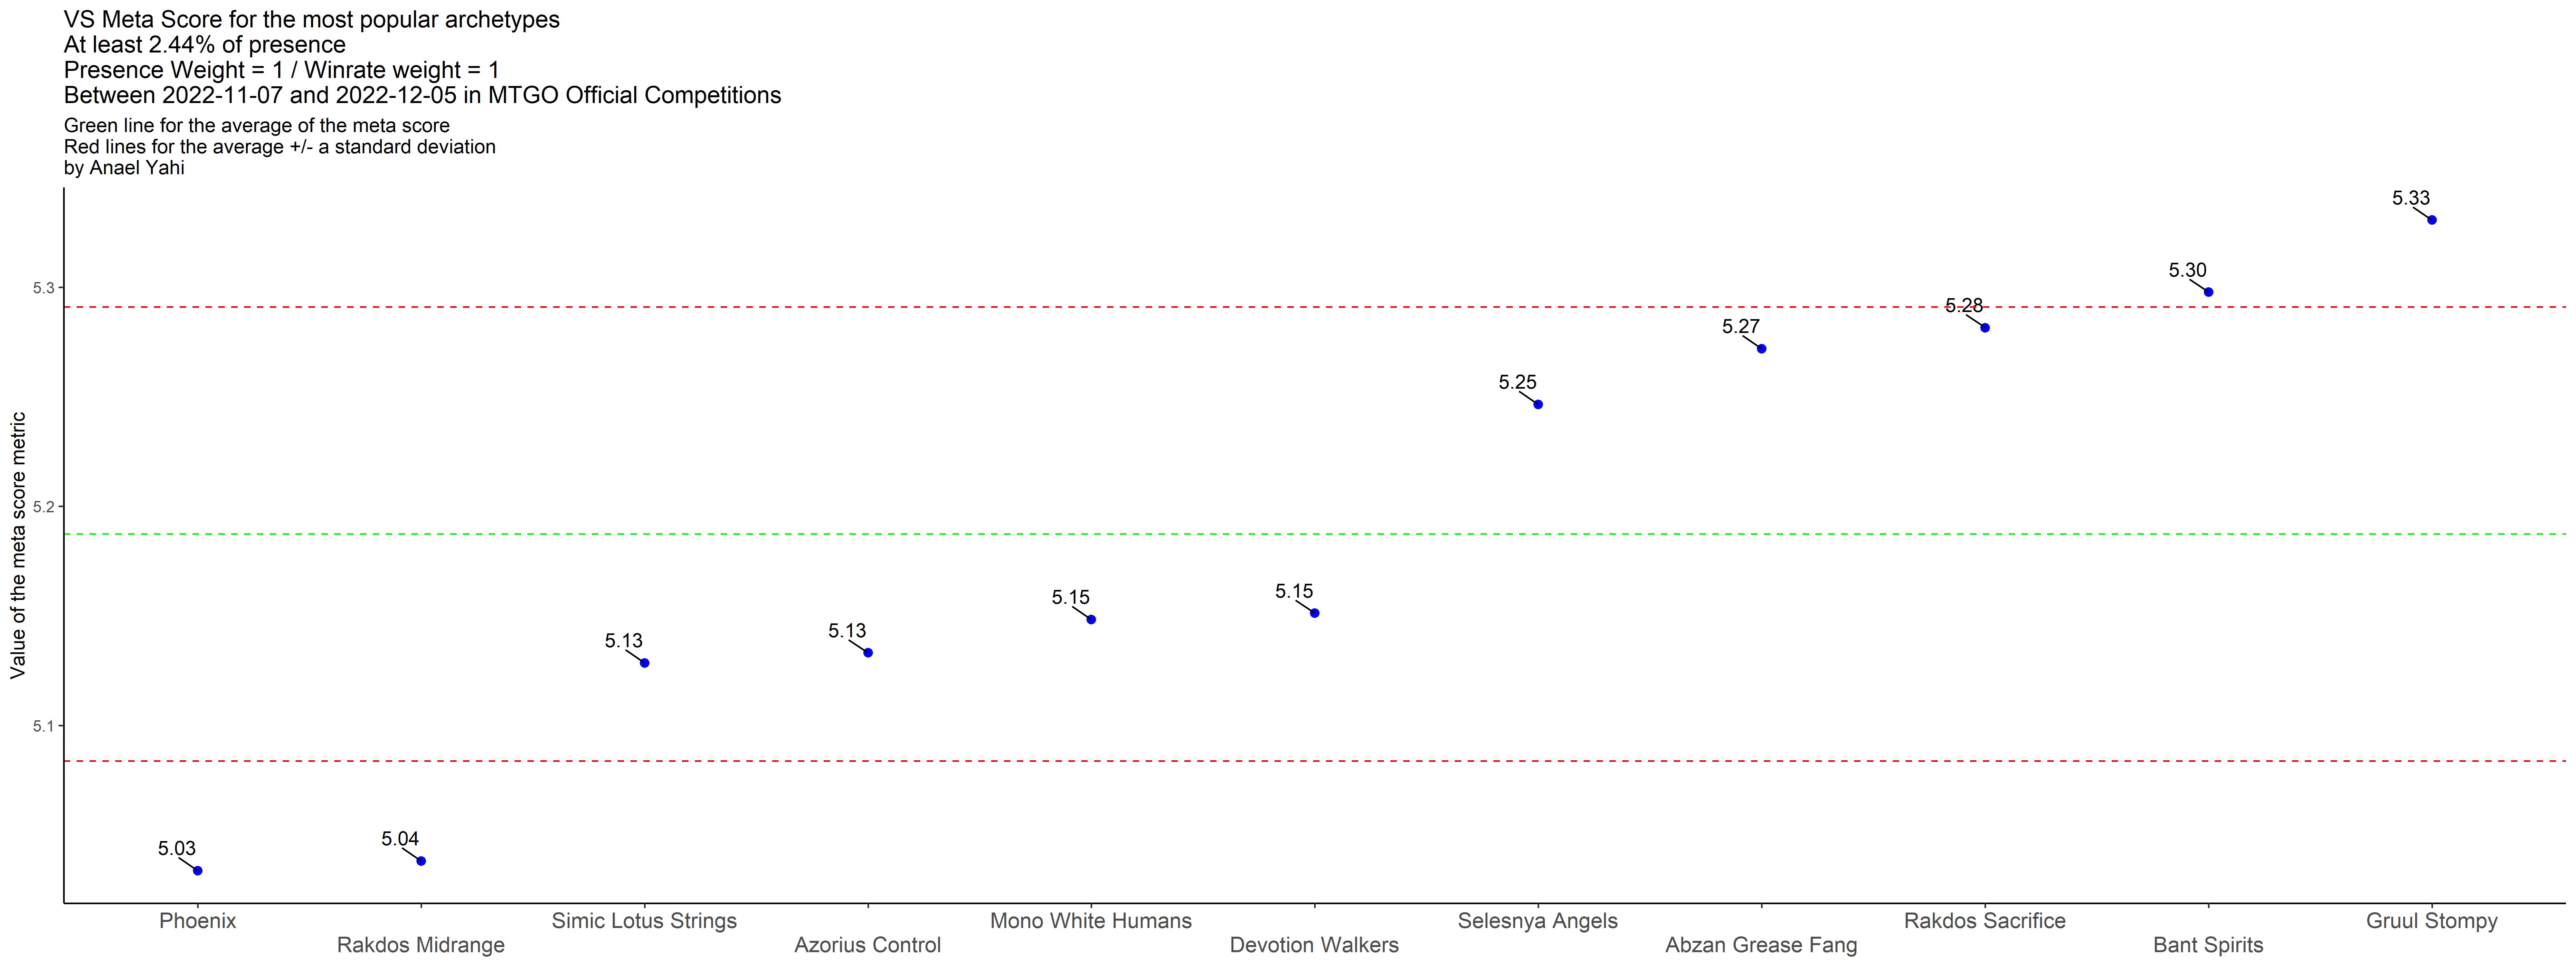 VS Meta Score for the most popular archetypes
At least 2.44% of presence
Presence Weight = 1 / Winrate weight = 1
Between 2022-11-07 and 2022-12-05 in MTGO Official Competitions
Green line for the average of the meta score
Red lines for the average +/- a standard deviation
by Anael Yahi
Value of the meta score metric
5.3
5.2
5.1
5.03
5.04
5.13
5.13
5.15
5.15
5.25
5.27
5.28
5.30
5.33
Phoenix
Rakdos Midrange
Simic Lotus Strings
Azorius Control
Mono White Humans
Devotion Walkers
Selesnya Angels
Abzan Grease Fang
Rakdos Sacrifice
Bant Spirits
Gruul Stompy